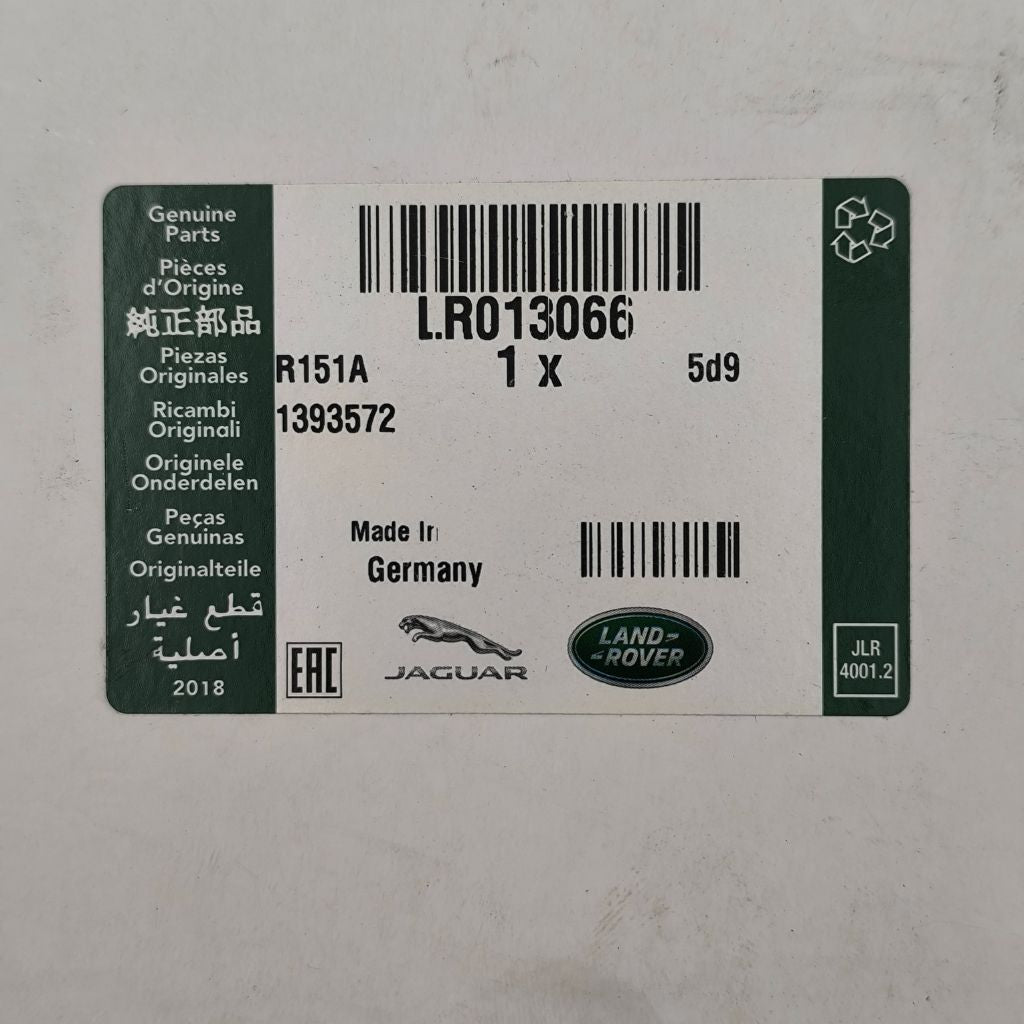 Genuine
Parts
Pièces
d'Origine
純正部品
Piezas
Originales
Ricambi
Originali
Originele
Onderdelen
Peças
Genuinas
Originalteile
قطع غيار
أصلية
2018
LR013066
R151A 1 x 5d9
1393572
Made In
Germany
EAC
JAGUAR
LAND-
-ROVER
JLR
4001.2